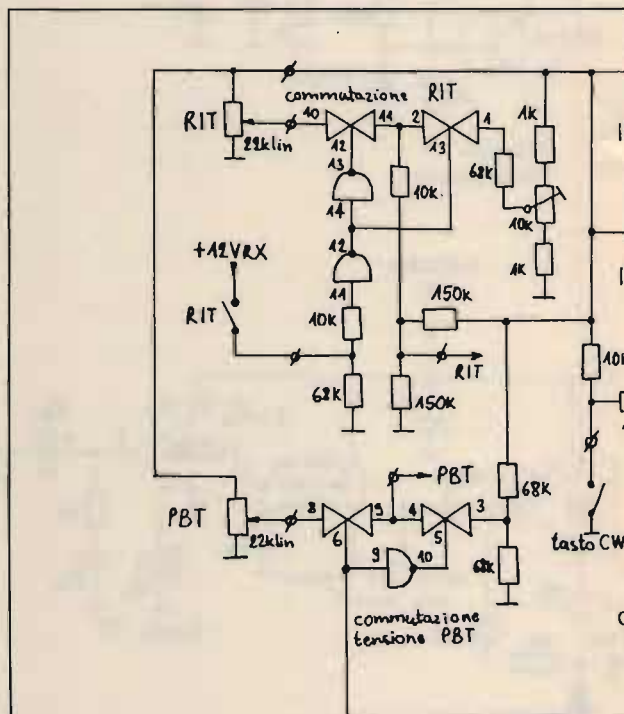 commutazione RIT
RIT
22klin
10
11
2
1
12
13
13
14
12
11
10k
68k
1k
10k
1k
+12VRX
RIT
10k
68k
150k
RIT
150k
10k
PBT
68k
PBT
22klin
8
9
4
3
6
5
9
10
68k
tasto CW
commutazione
tensione PBT